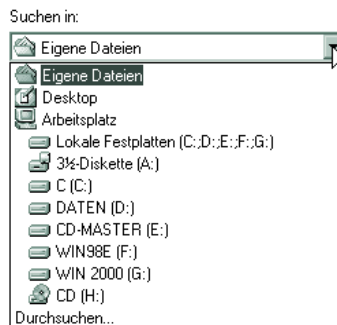 Suchen in:
Eigene Dateien
Eigene Dateien
Desktop
Arbeitsplatz
Lokale Festplatten (C:;D:;E:;F:;G:)
3½-Diskette (A:)
C (C:)
DATEN (D:)
CD-MASTER (E:)
WIN98E (F:)
WIN 2000 (G:)
CD (H:)
Durchsuchen...